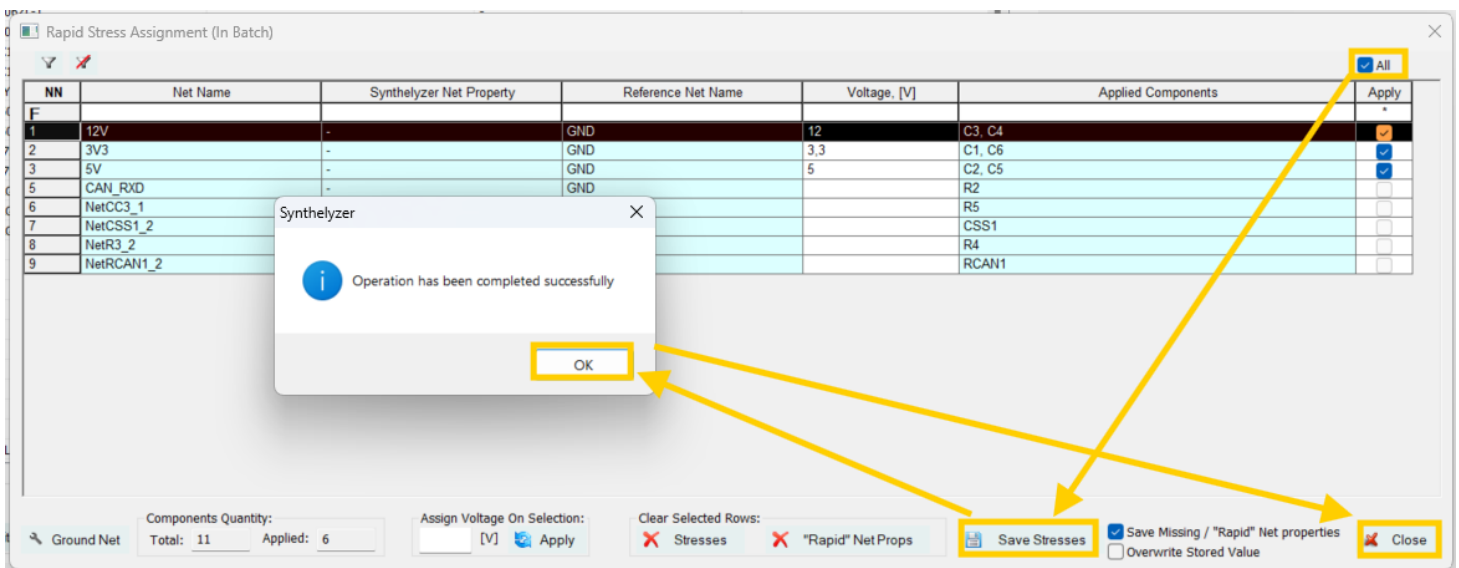 Rapid Stress Assignment (In Batch)
All
NN Net Name Synthelyzer Net Property Reference Net Name Voltage, [V] Applied Components Apply
F *
1 12V - GND 12 C3, C4
2 3V3 - GND 3,3 C1, C6
3 5V - GND 5 C2, C5
5 CAN_RXD - GND R2
6 NetCC3_1 R5
7 NetCSS1_2 CSS1
8 NetR3_2 R4
9 NetRCAN1_2 RCAN1
Synthelyzer
Operation has been completed successfully
OK
Components Quantity: Assign Voltage On Selection: Clear Selected Rows:
Ground Net Total: 11 Applied: 6 [V] Apply Stresses "Rapid" Net Props Save Stresses Save Missing / "Rapid" Net properties Close
Overwrite Stored Value